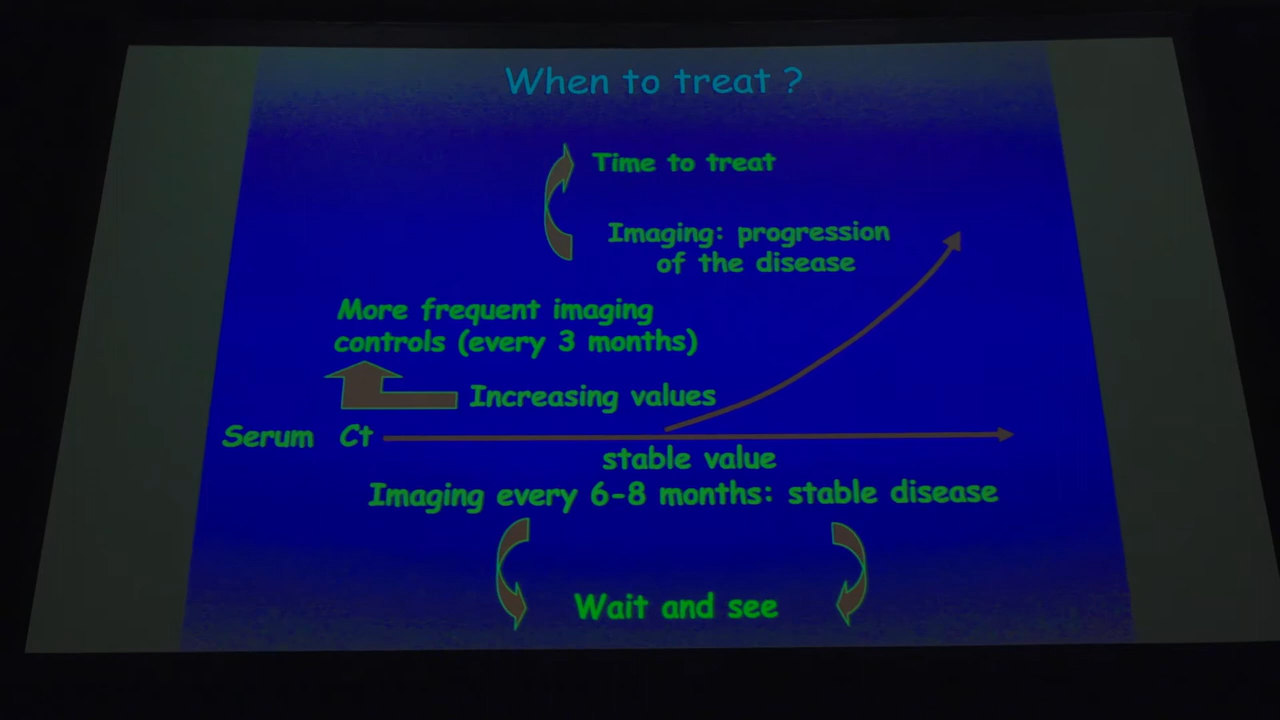 When to treat ?
Time to treat
Imaging: progression
of the disease
More frequent imaging
controls (every 3 months)
Increasing values
Serum Ct
stable value
Imaging every 6-8 months: stable disease
Wait and see